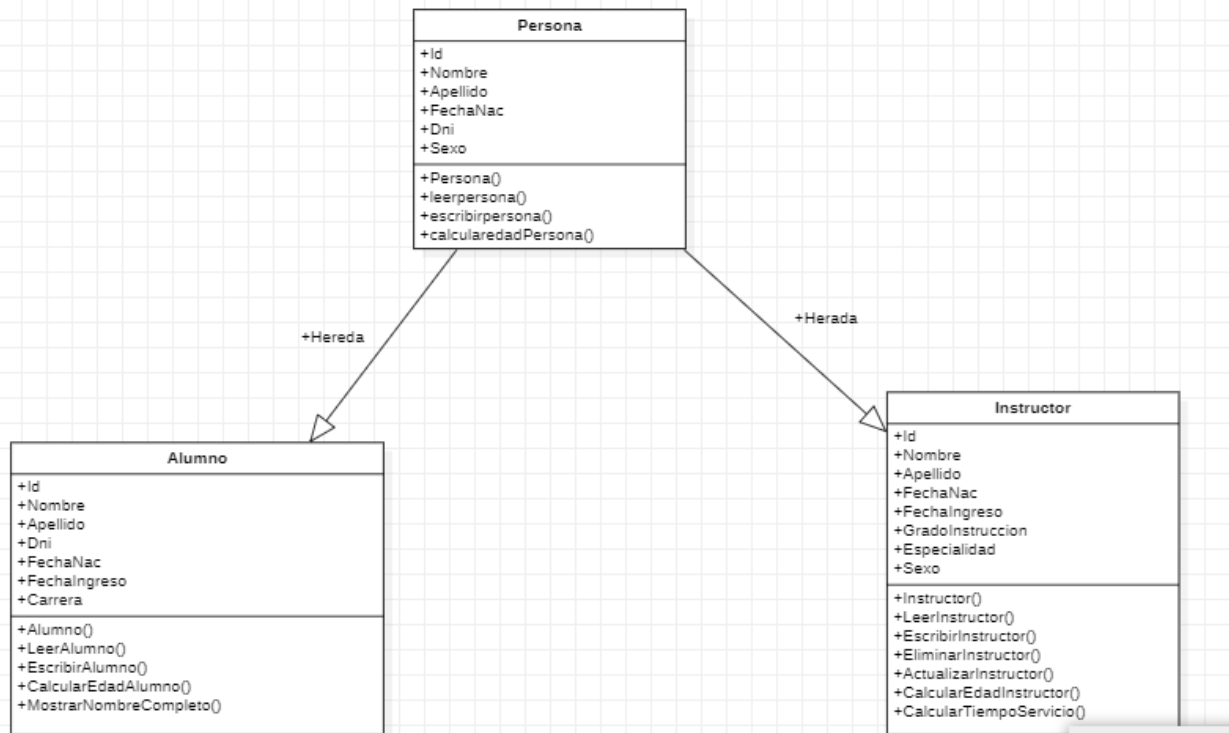 Persona
+Id
+Nombre
+Apellido
+FechaNac
+Dni
+Sexo
+Persona()
+leerpersona()
+escribirpersona()
+calcularedadPersona()
+Hereda
+Herada
Alumno
+Id
+Nombre
+Apellido
+Dni
+FechaNac
+FechaIngreso
+Carrera
+Alumno()
+LeerAlumno()
+EscribirAlumno()
+CalcularEdadAlumno()
+MostrarNombreCompleto()
Instructor
+Id
+Nombre
+Apellido
+FechaNac
+FechaIngreso
+GradoInstruccion
+Especialidad
+Sexo
+Instructor()
+LeerInstructor()
+EscribirInstructor()
+EliminarInstructor()
+ActualizarInstructor()
+CalcularEdadInstructor()
+CalcularTiempoServicio()